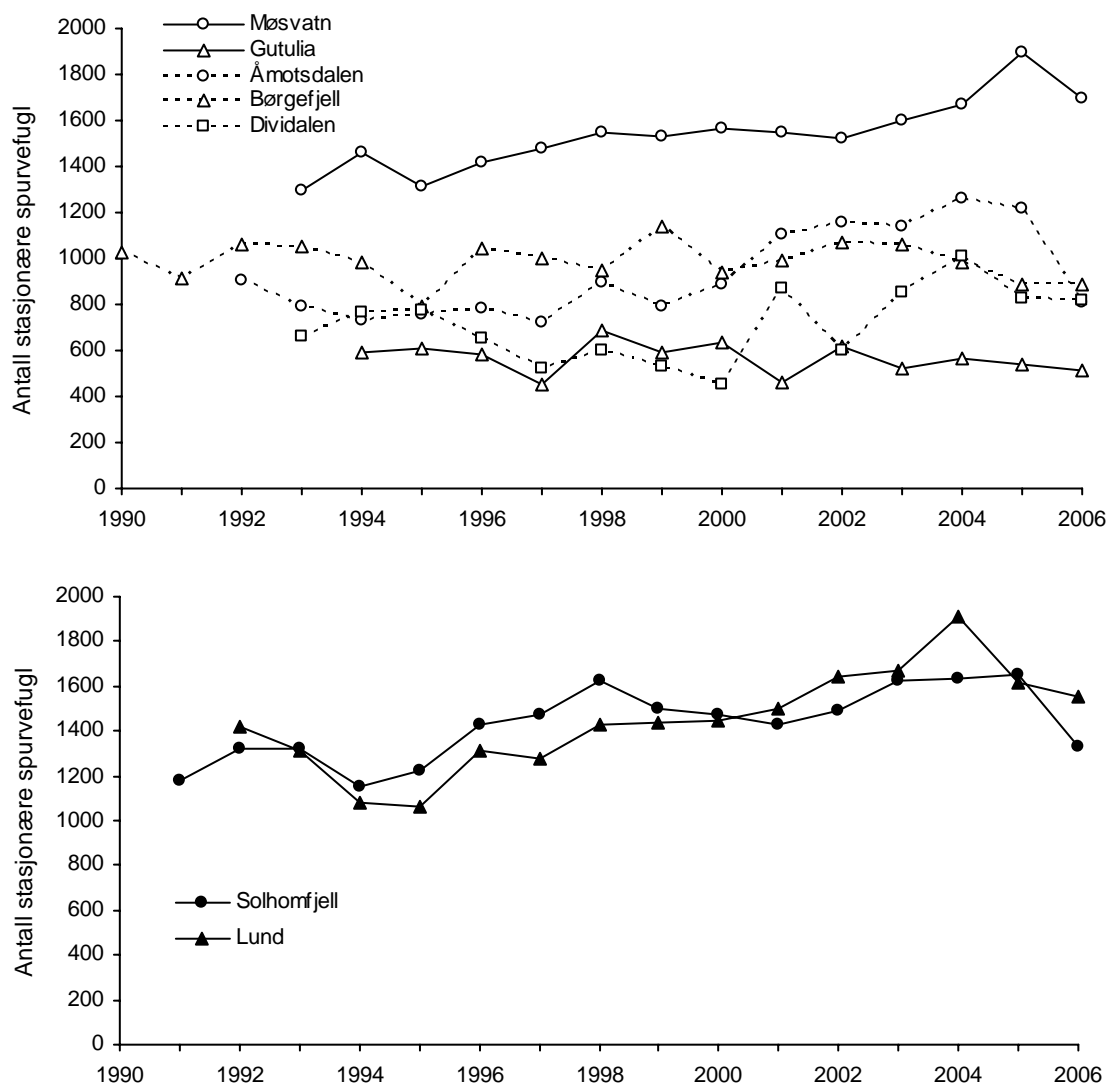 Antall stasjonære spurvefugl
2000
1800
1600
1400
1200
1000
800
600
400
200
0
Møsvatn
Gutulia
Åmotsdalen
Børgefjell
Dividalen
1990 1992 1994 1996 1998 2000 2002 2004 2006
Antall stasjonære spurvefugl
2000
1800
1600
1400
1200
1000
800
600
400
200
0
Solhomfjell
Lund
1990 1992 1994 1996 1998 2000 2002 2004 2006